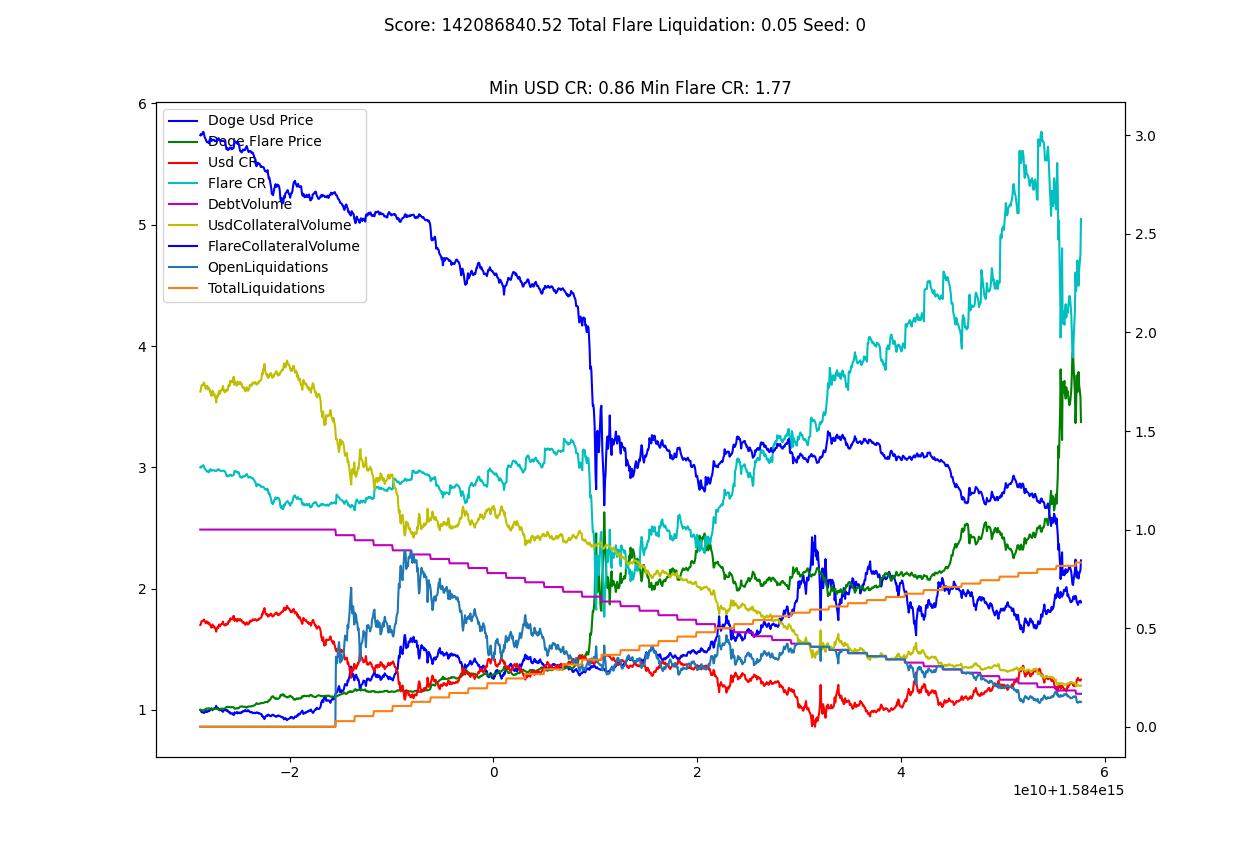 Score: 142086840.52 Total Flare Liquidation: 0.05 Seed: 0
Min USD CR: 0.86 Min Flare CR: 1.77
Doge Usd Price
Doge Flare Price
Usd CR
Flare CR
DebtVolume
UsdCollateralVolume
FlareCollateralVolume
OpenLiquidations
TotalLiquidations
6
5
4
3
2
1
3.0
2.5
2.0
1.5
1.0
0.5
0.0
−2
0
2
4
6
1e10+1.584e15